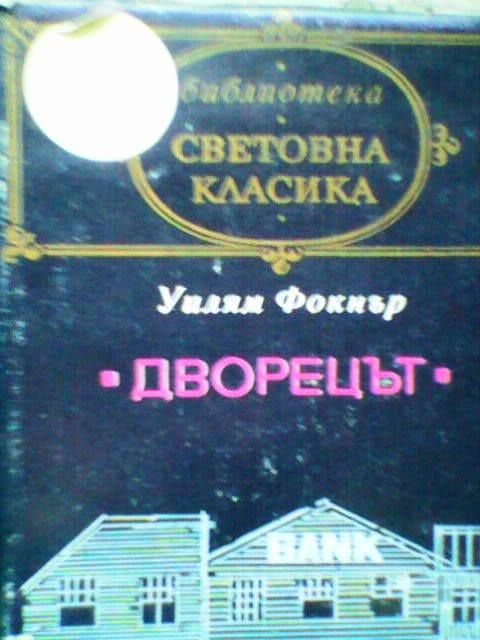 библиотека
СВЕТОВНА
КЛАСИКА
Уилям Фокнър
• ДВОРЕЦЪТ •
BANK